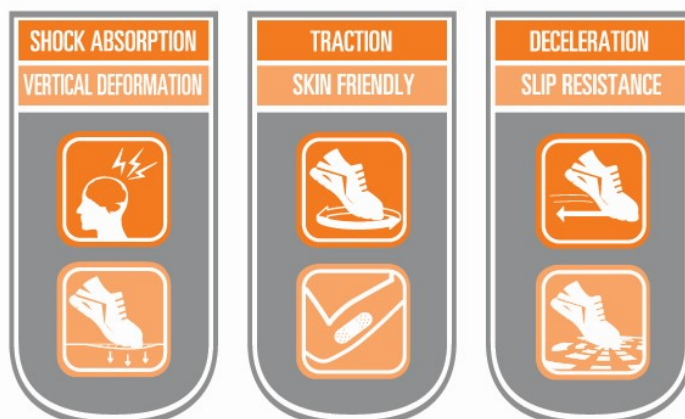 SHOCK ABSORPTION
VERTICAL DEFORMATION
TRACTION
SKIN FRIENDLY
DECELERATION
SLIP RESISTANCE